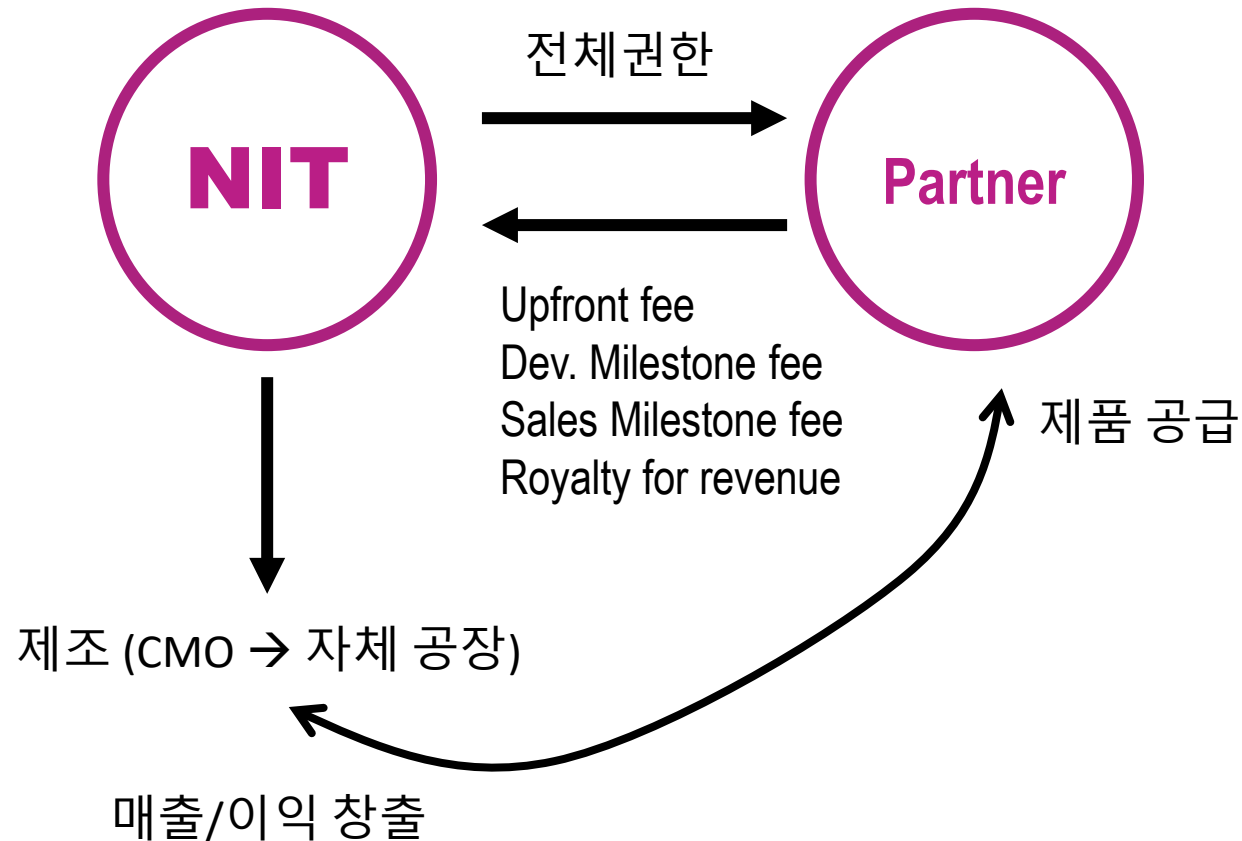 전체권한
NIT
Partner
Upfront fee
Dev. Milestone fee
Sales Milestone fee
Royalty for revenue
제품 공급
제조 (CMO → 자체 공장)
매출/이익 창출